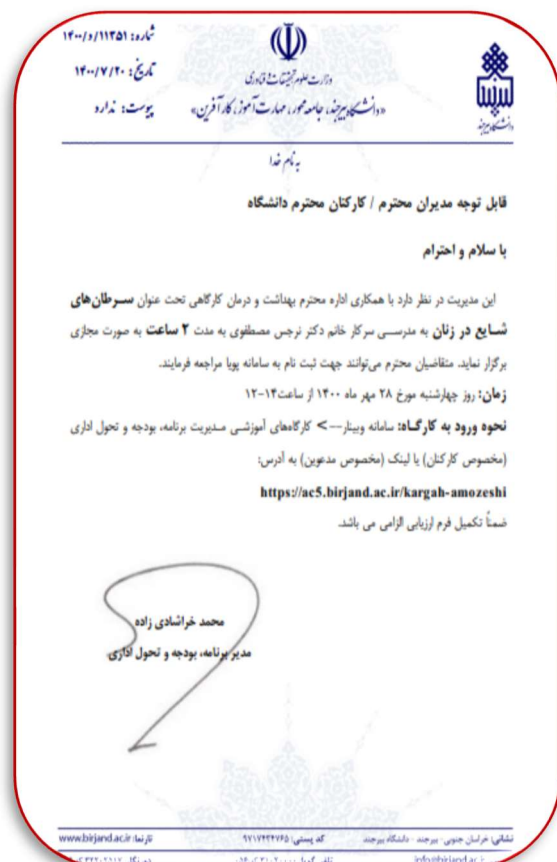 شماره: ۱۴۰۰/د/۱۱۳۵۱
تاریخ: ۱۴۰۰/۷/۲۰
پیوست: ندارد
وزارت علوم تحقیقات و فناوری
«دانشگاه بیرجند، جامعه محور، مهارت آموز، کارآفرین»
دانشگاه بیرجند
به نام خدا
قابل توجه مدیران محترم / کارکنان محترم دانشگاه
با سلام و احترام
این مدیریت در نظر دارد با همکاری اداره محترم بهداشت و درمان کارگاهی تحت عنوان سرطان‌های
شایع در زنان به مدرسی سرکار خانم دکتر نرجس مصطفوی به مدت ۲ ساعت به صورت مجازی
برگزار نماید. متقاضیان محترم می‌توانند جهت ثبت نام به سامانه پویا مراجعه فرمایند.
زمان: روز چهارشنبه مورخ ۲۸ مهر ماه ۱۴۰۰ از ساعت۱۴-۱۲
نحوه ورود به کارگاه: سامانه وبینار--> کارگاه‌های آموزشی مدیریت برنامه، بودجه و تحول اداری
(مخصوص کارکنان) یا لینک (مخصوص مدعوین) به آدرس:
https://ac5.birjand.ac.ir/kargah-amozeshi
ضمناً تکمیل فرم ارزیابی الزامی می باشد.
محمد خراشادی زاده
مدیر برنامه، بودجه و تحول اداری
نشانی: خراسان جنوبی - بیرجند - دانشگاه بیرجند
کد پستی: ۹۷۱۷۴۳۴۷۶۵
تارنما: www.birjand.ac.ir
info@birjand.ac.ir